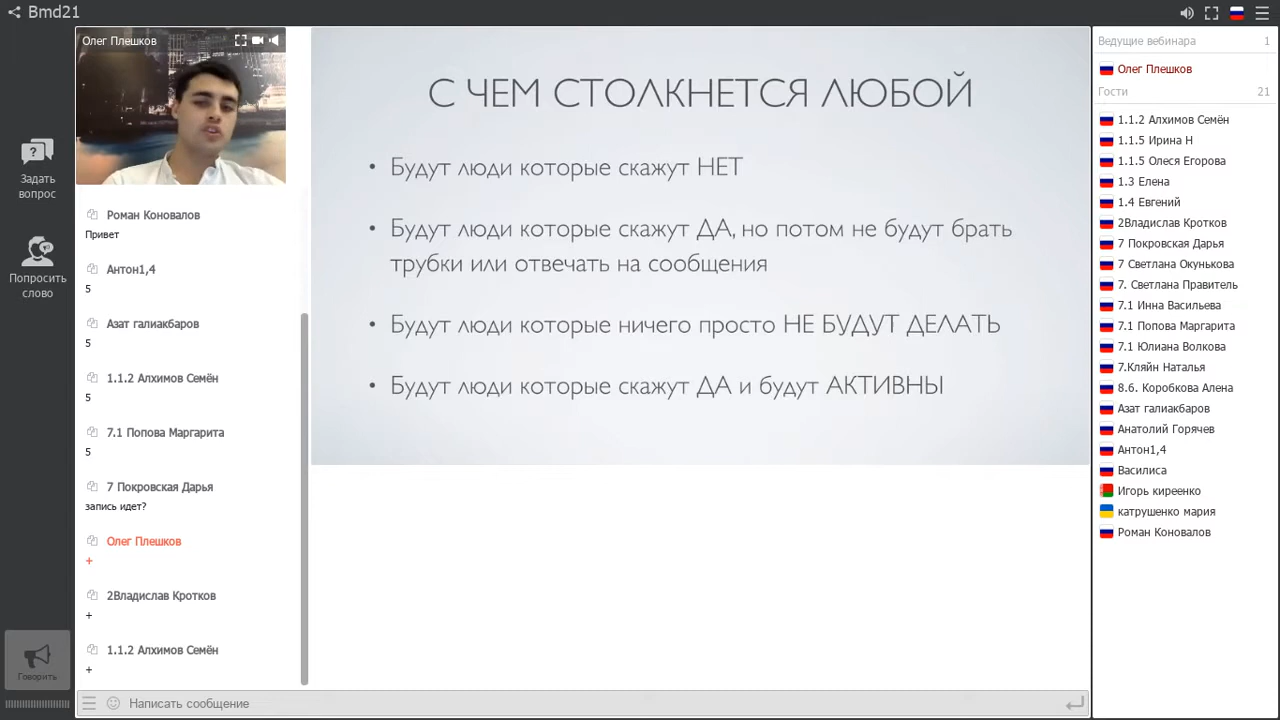 Bmd21
Задать
вопрос
Попросить
слово
Говорить
Олег Плешков
Роман Коновалов
Привет
Антон1,4
5
Азат галиакбаров
5
1.1.2 Алхимов Семён
5
7.1 Попова Маргарита
5
7 Покровская Дарья
запись идет?
Олег Плешков
+
2Владислав Кротков
+
1.1.2 Алхимов Семён
+
Написать сообщение
С ЧЕМ СТОЛКНЕТСЯ ЛЮБОЙ
• Будут люди которые скажут НЕТ
• Будут люди которые скажут ДА, но потом не будут брать
трубки или отвечать на сообщения
• Будут люди которые ничего просто НЕ БУДУТ ДЕЛАТЬ
• Будут люди которые скажут ДА и будут АКТИВНЫ
Ведущие вебинара 1
Олег Плешков
Гости 21
1.1.2 Алхимов Семён
1.1.5 Ирина Н
1.1.5 Олеся Егорова
1.3 Елена
1.4 Евгений
2Владислав Кротков
7 Покровская Дарья
7 Светлана Окунькова
7. Светлана Правитель
7.1 Инна Васильева
7.1 Попова Маргарита
7.1 Юлиана Волкова
7.Кляйн Наталья
8.6. Коробкова Алена
Азат галиакбаров
Анатолий Горячев
Антон1,4
Василиса
Игорь киреенко
катрушенко мария
Роман Коновалов